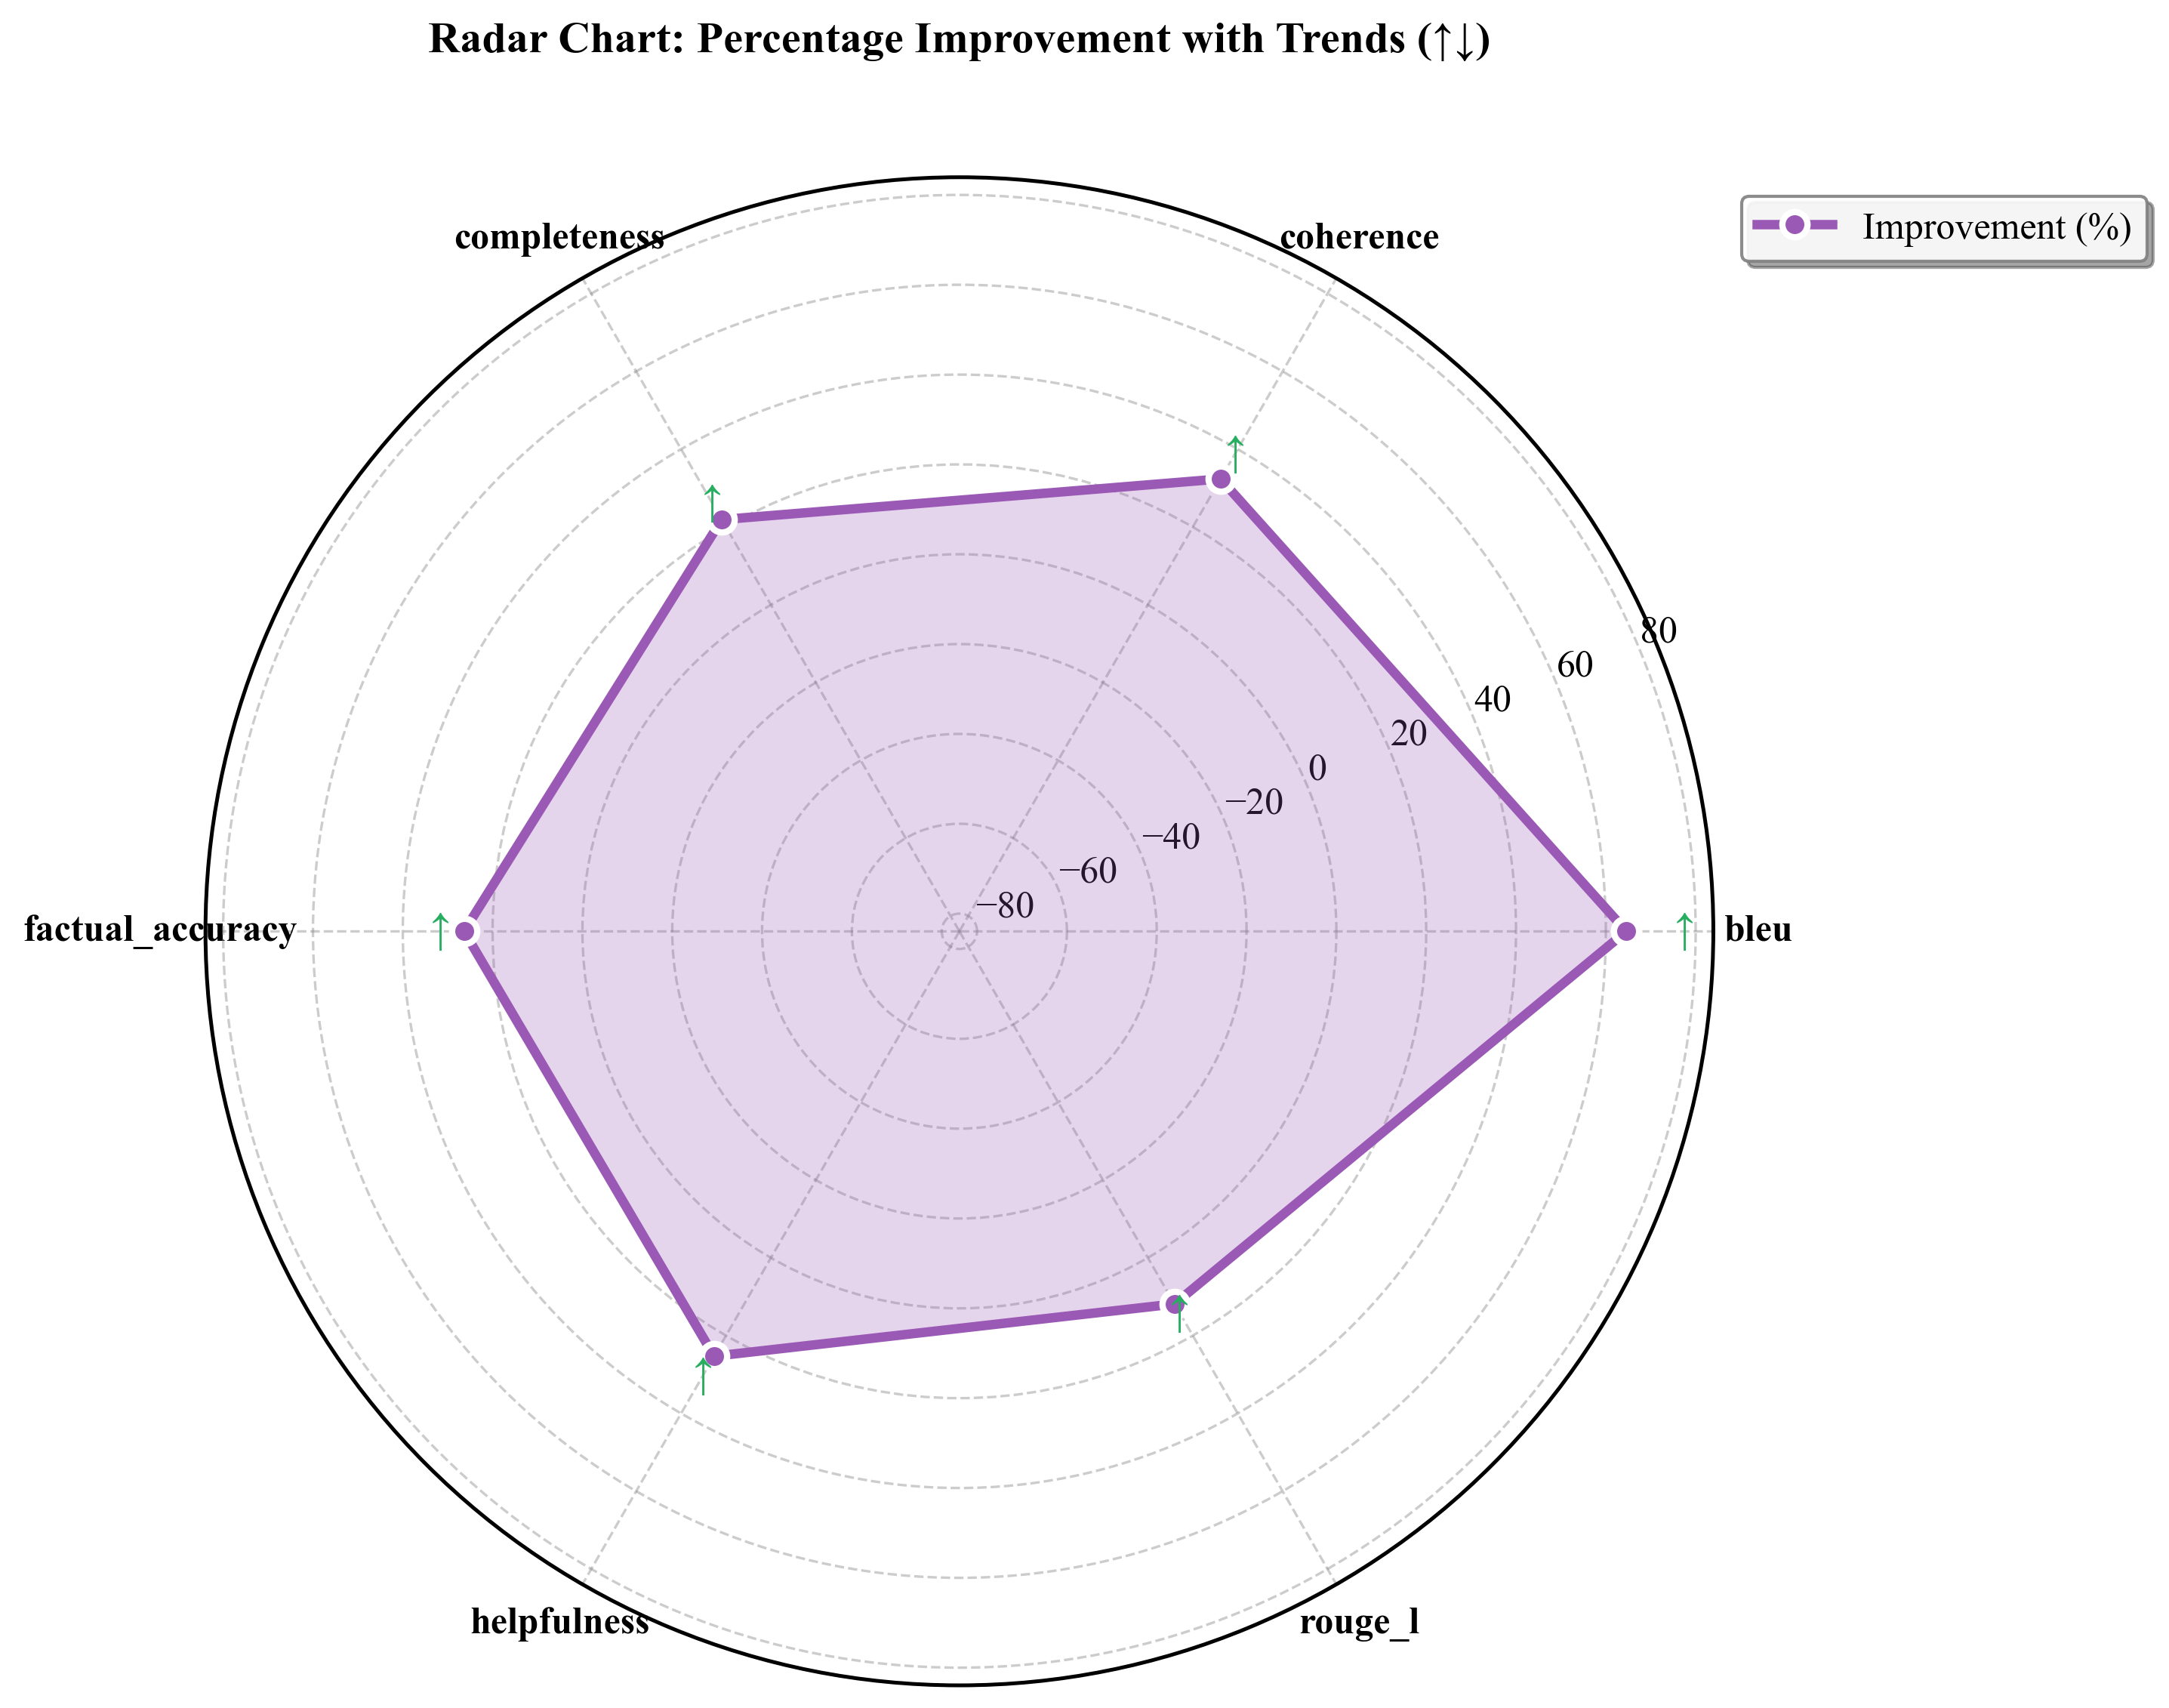 Radar Chart: Percentage Improvement with Trends (↑↓)
Improvement (%)
completeness
coherence
80
60
40
20
0
−20
−40
−60
−80
factual_accuracy
bleu
helpfulness
rouge_l